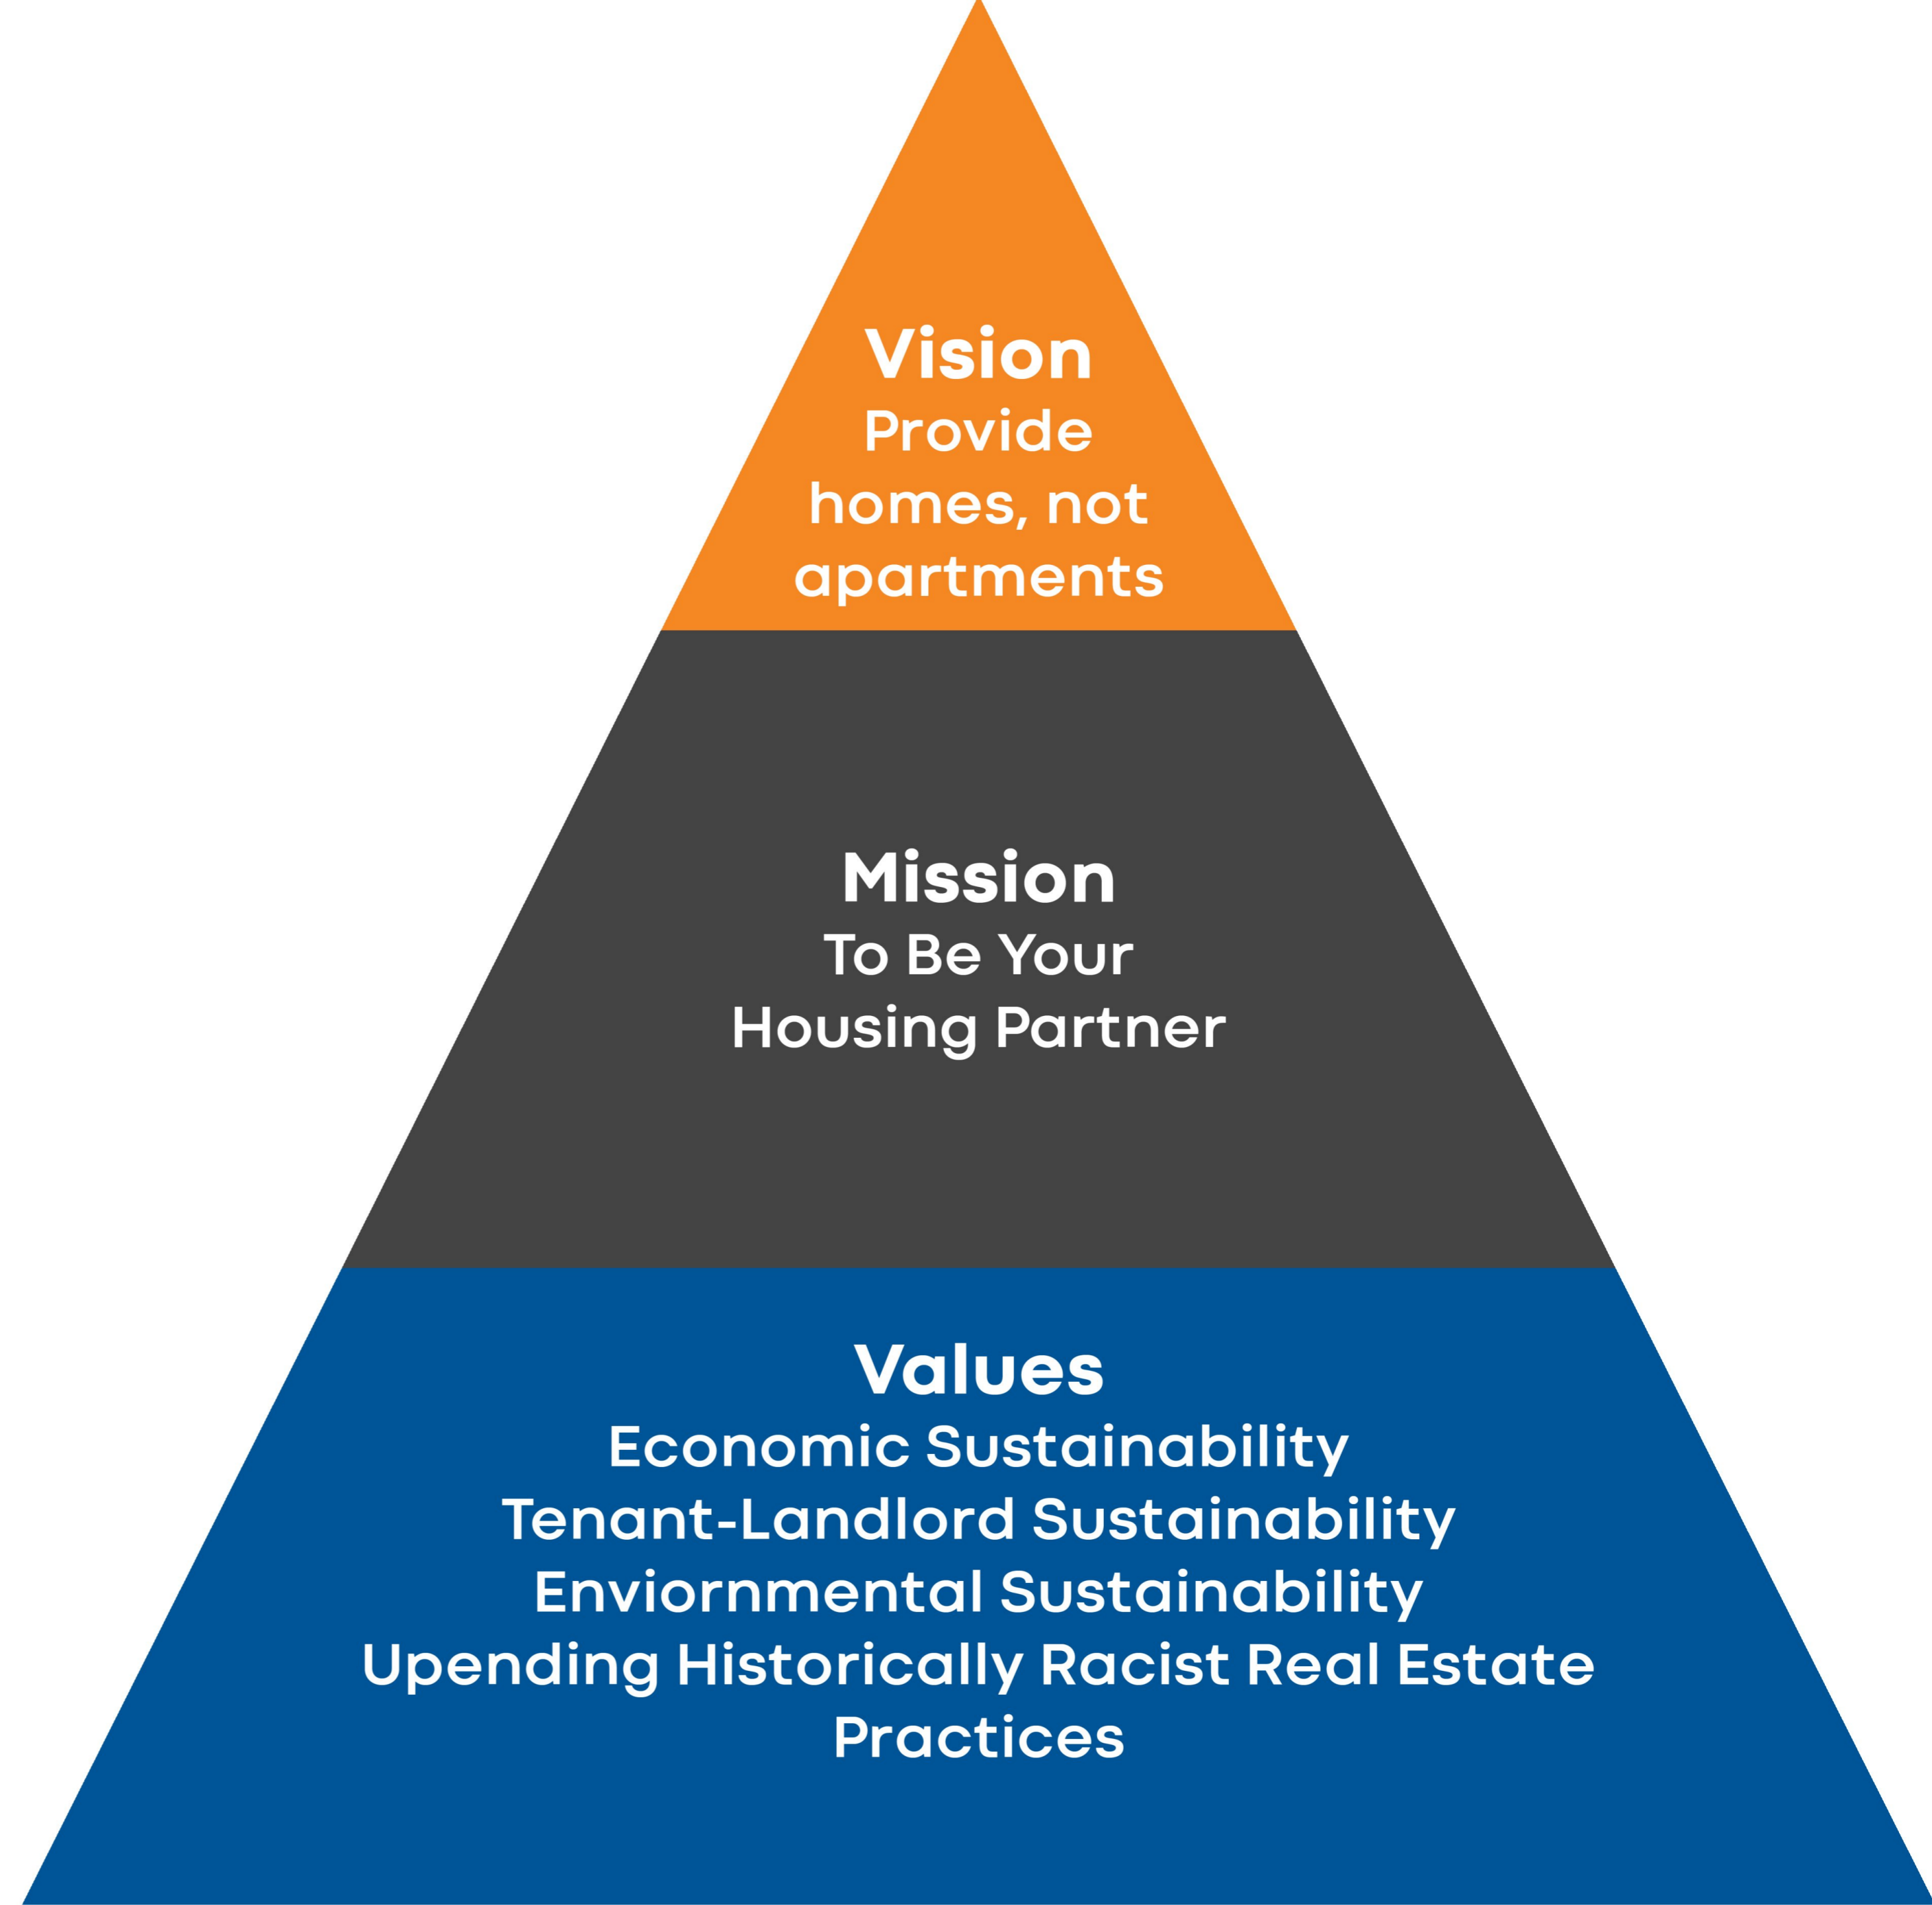 Vision
Provide
homes, not
apartments
Mission
To Be Your
Housing Partner
Values
Economic Sustainability
Tenant-Landlord Sustainability
Enviornmental Sustainability
Upending Historically Racist Real Estate
Practices